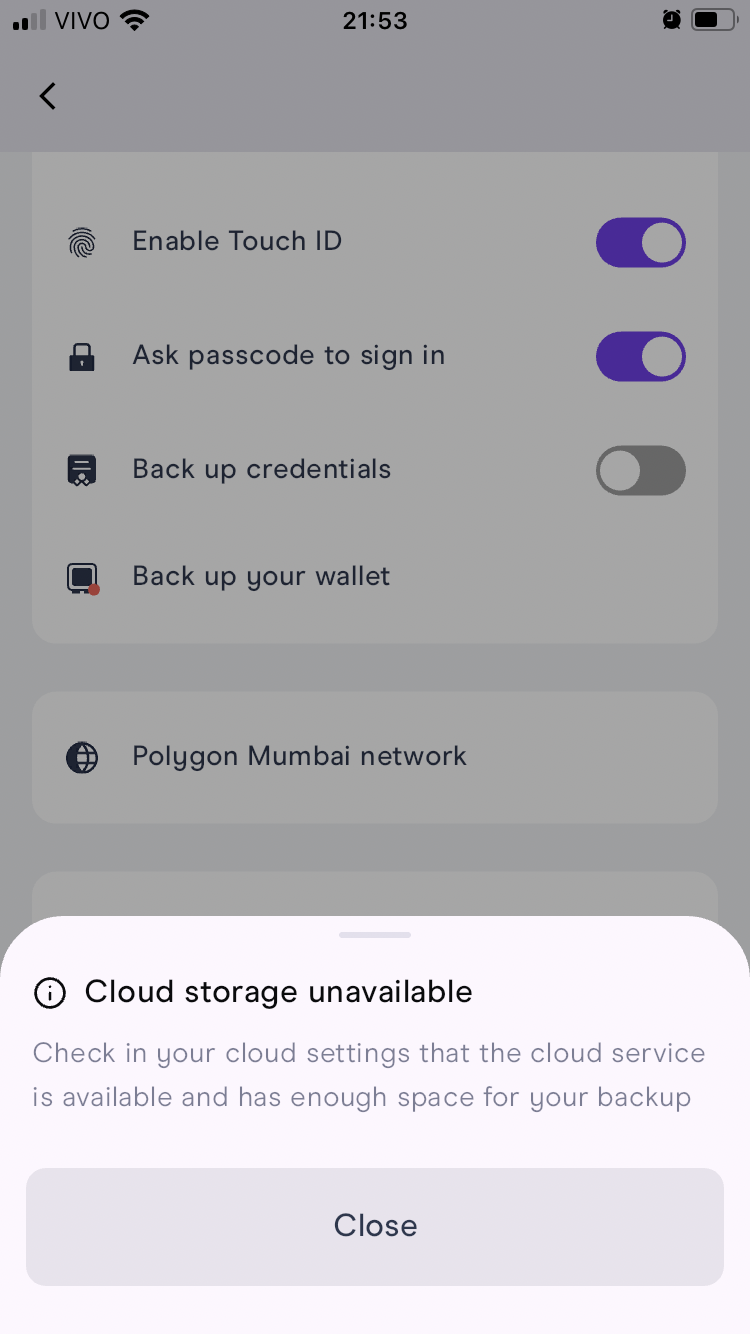 VIVO
21:53
Enable Touch ID
Ask passcode to sign in
Back up credentials
Back up your wallet
Polygon Mumbai network
Cloud storage unavailable
Check in your cloud settings that the cloud service
is available and has enough space for your backup
Close